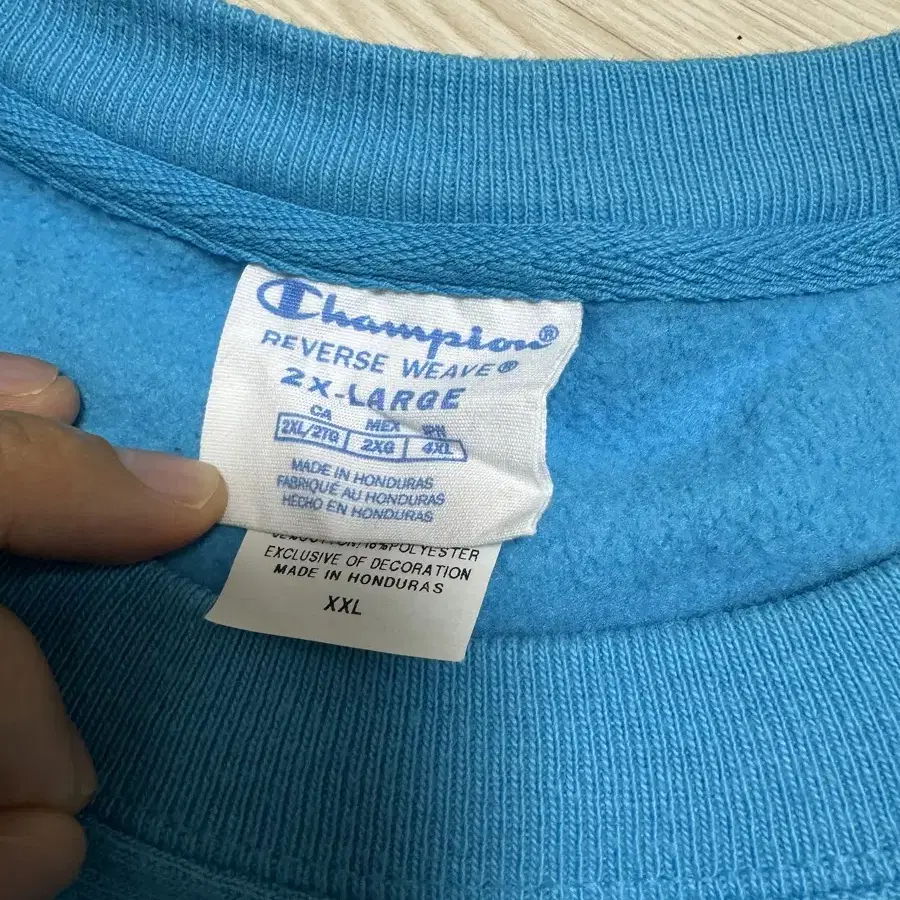 Champion®
REVERSE WEAVE®
2X-LARGE
CA MEX
2XL/2TG 2XG 4XL
MADE IN HONDURAS
FABRIQUÉ AU HONDURAS
HECHO EN HONDURAS
POLYESTER
EXCLUSIVE OF DECORATION
MADE IN HONDURAS
XXL